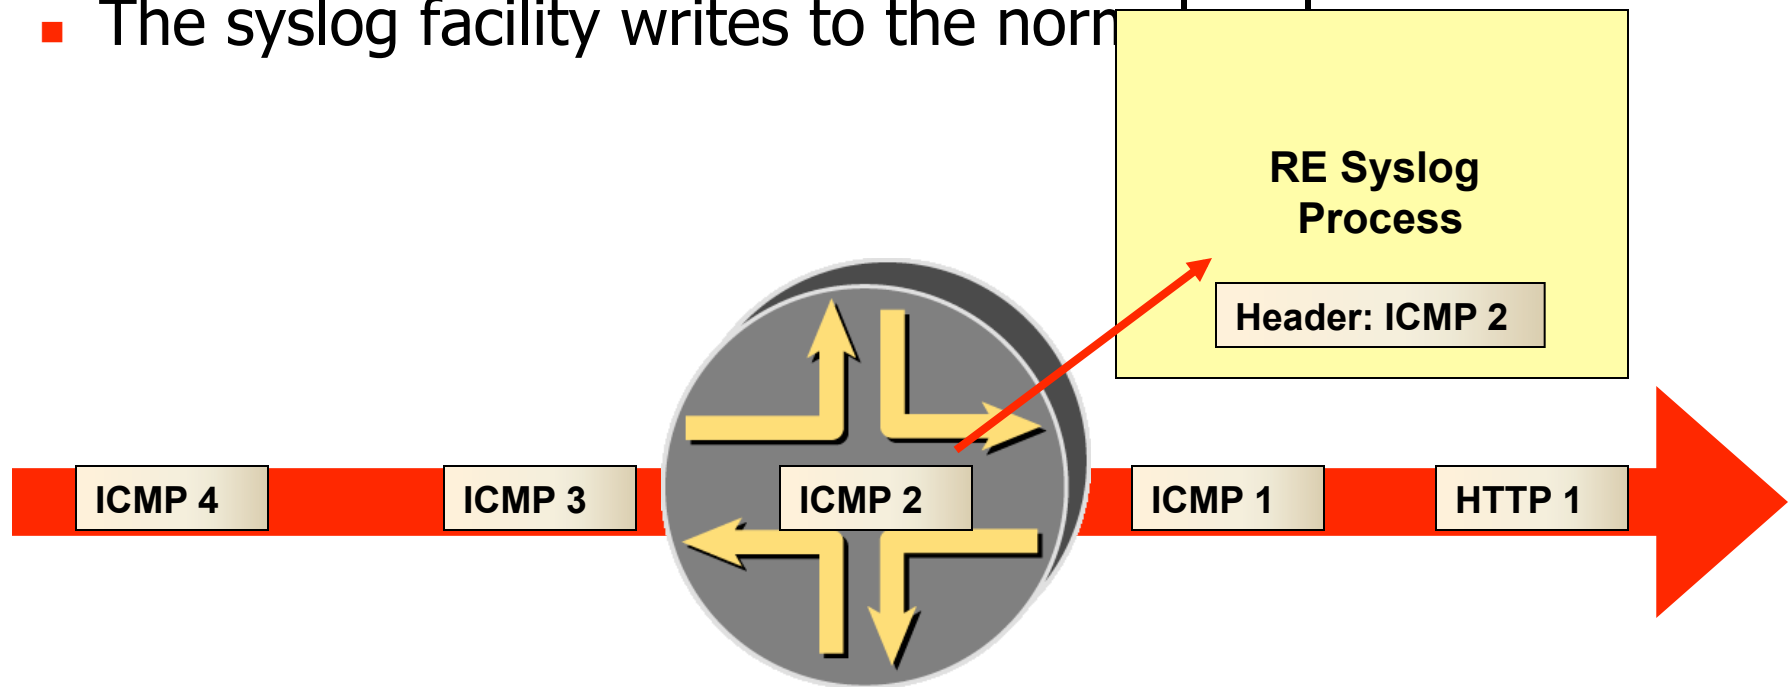 The syslog facility writes to the
RE Syslog
Process
Header: ICMP 2
ICMP 4
ICMP 3
ICMP 2
ICMP 1
HTTP 1